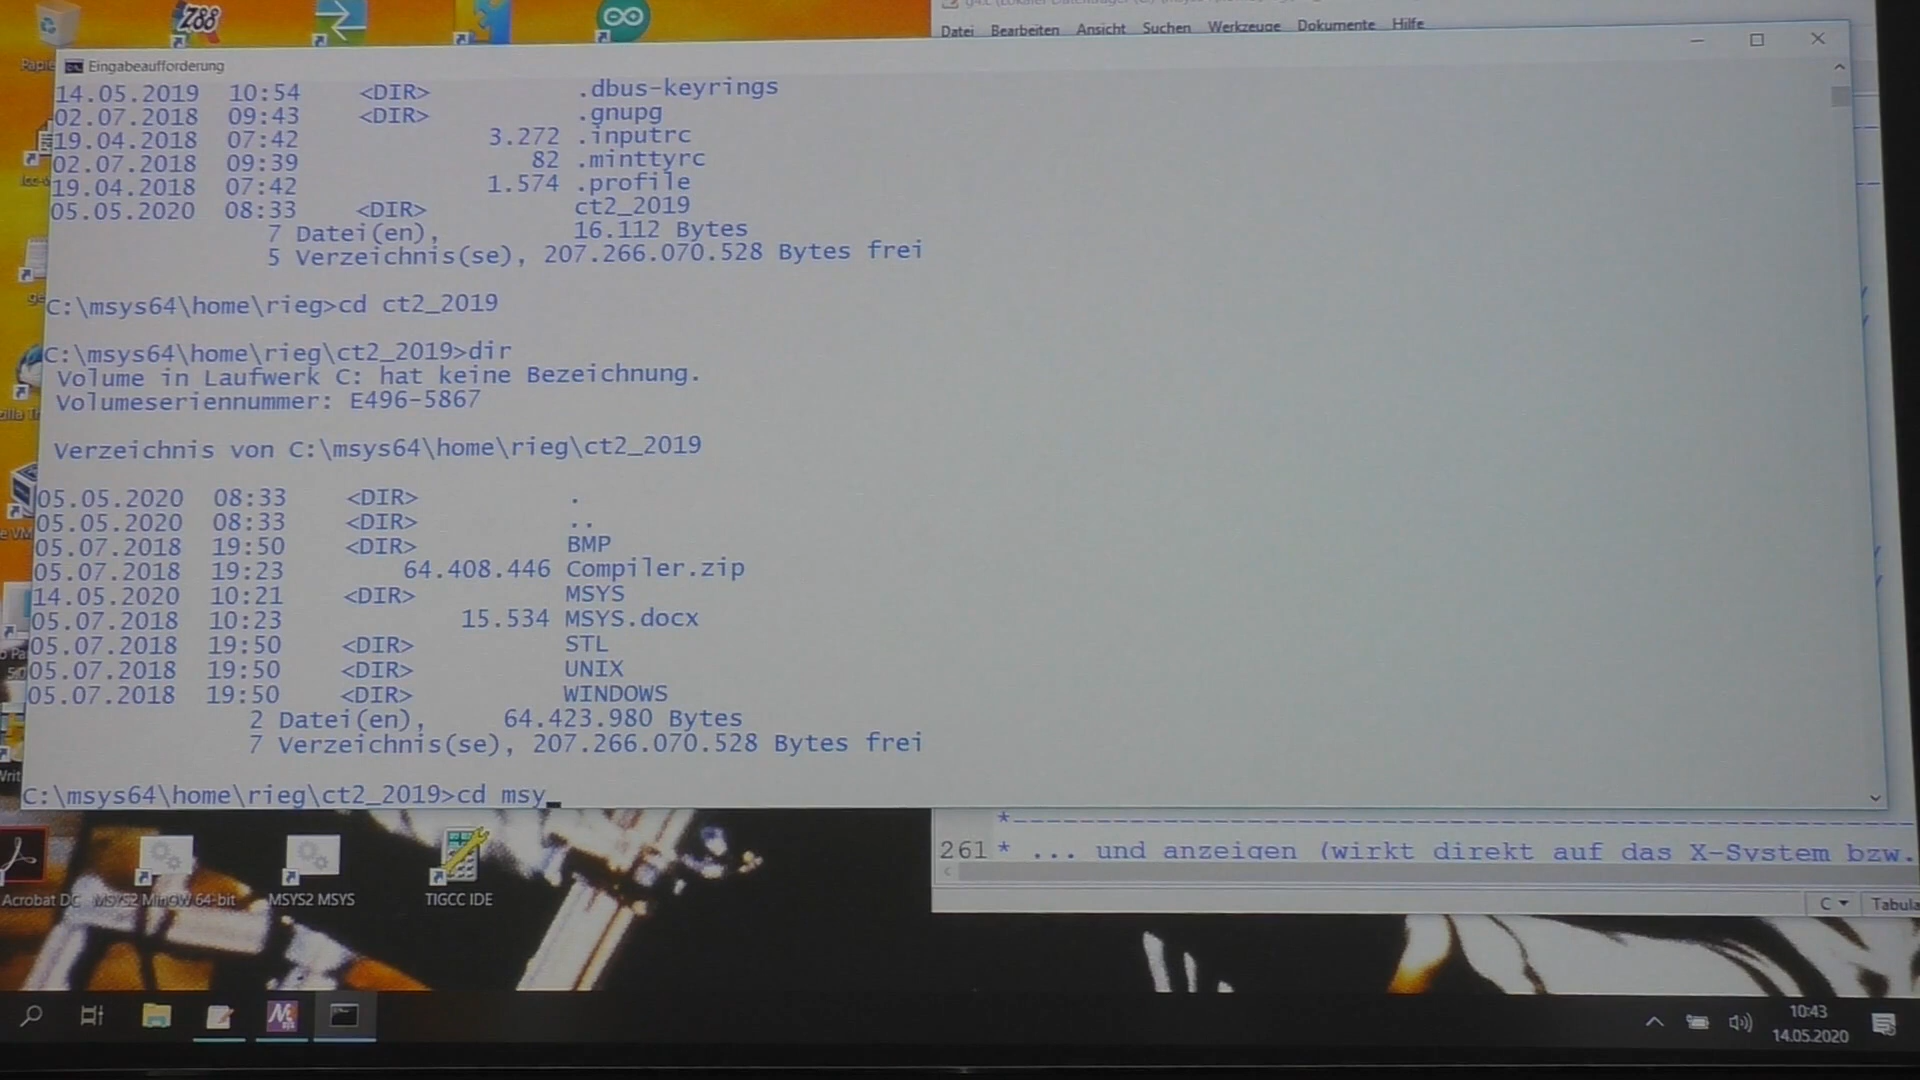 Z88
Datei Bearbeiten Ansicht Suchen Werkzeuge Dokumente Hilfe
Eingabeaufforderung
14.05.2019 10:54 <DIR> .dbus-keyrings
02.07.2018 09:43 <DIR> .gnupg
19.04.2018 07:42 3.272 .inputrc
02.07.2018 09:39 82 .minttyrc
19.04.2018 07:42 1.574 .profile
05.05.2020 08:33 <DIR> ct2_2019
7 Datei(en), 16.112 Bytes
5 Verzeichnis(se), 207.266.070.528 Bytes frei
C:\msys64\home\rieg>cd ct2_2019
C:\msys64\home\rieg\ct2_2019>dir
Volume in Laufwerk C: hat keine Bezeichnung.
Volumeseriennummer: E496-5867
Verzeichnis von C:\msys64\home\rieg\ct2_2019
05.05.2020 08:33 <DIR> .
05.05.2020 08:33 <DIR> ..
05.07.2018 19:50 <DIR> BMP
05.07.2018 19:23 64.408.446 Compiler.zip
14.05.2020 10:21 <DIR> MSYS
05.07.2018 10:23 15.534 MSYS.docx
05.07.2018 19:50 <DIR> STL
05.07.2018 19:50 <DIR> UNIX
05.07.2018 19:50 <DIR> WINDOWS
2 Datei(en), 64.423.980 Bytes
7 Verzeichnis(se), 207.266.070.528 Bytes frei
C:\msys64\home\rieg\ct2_2019>cd msy_
261 * ... und anzeigen (wirkt direkt auf das X-System bzw.
Acrobat DC MSYS2 MinGW 64-bit MSYS2 MSYS TIGCC IDE
C Tabula
10:43
14.05.2020